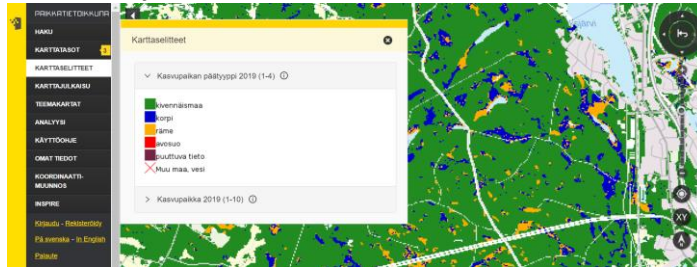 PAIKKATIETOIKKUNA
HAKU
KARTTATASOT 3
KARTTASELITTEET
KARTTAJULKAISU
TEEMAKARTAT
ANALYYSI
KÄYTTÖOHJE
OMAT TIEDOT
KOORDINAATTI-
MUUNNOS
INSPIRE
Kirjaudu - Rekisteröidy
På svenska - In English
Palaute
Karttaselitteet
Kasvupaikan päätyyppi 2019 (1-4)
kivennäismaa
korpi
räme
avosuo
puuttuva tieto
Muu maa, vesi
Kasvupaikka 2019 (1-10)
XY